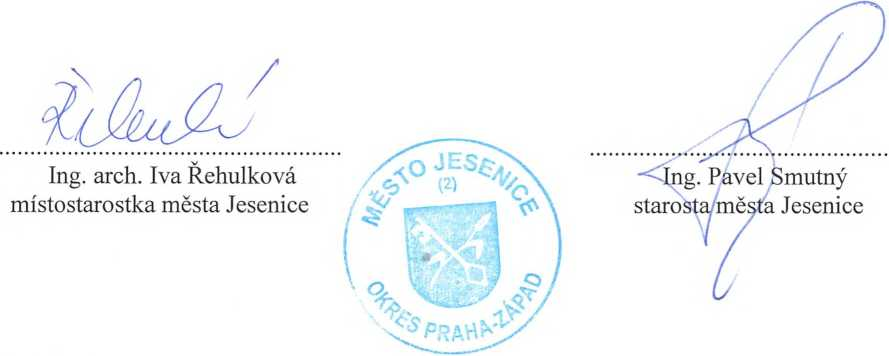 Ing. arch. Iva Řehulková
místostarostka města Jesenice
MĚSTO JESENICE
(2)
OKRES PRAHA-ZÁPAD
Ing. Pavel Smutný
starosta města Jesenice